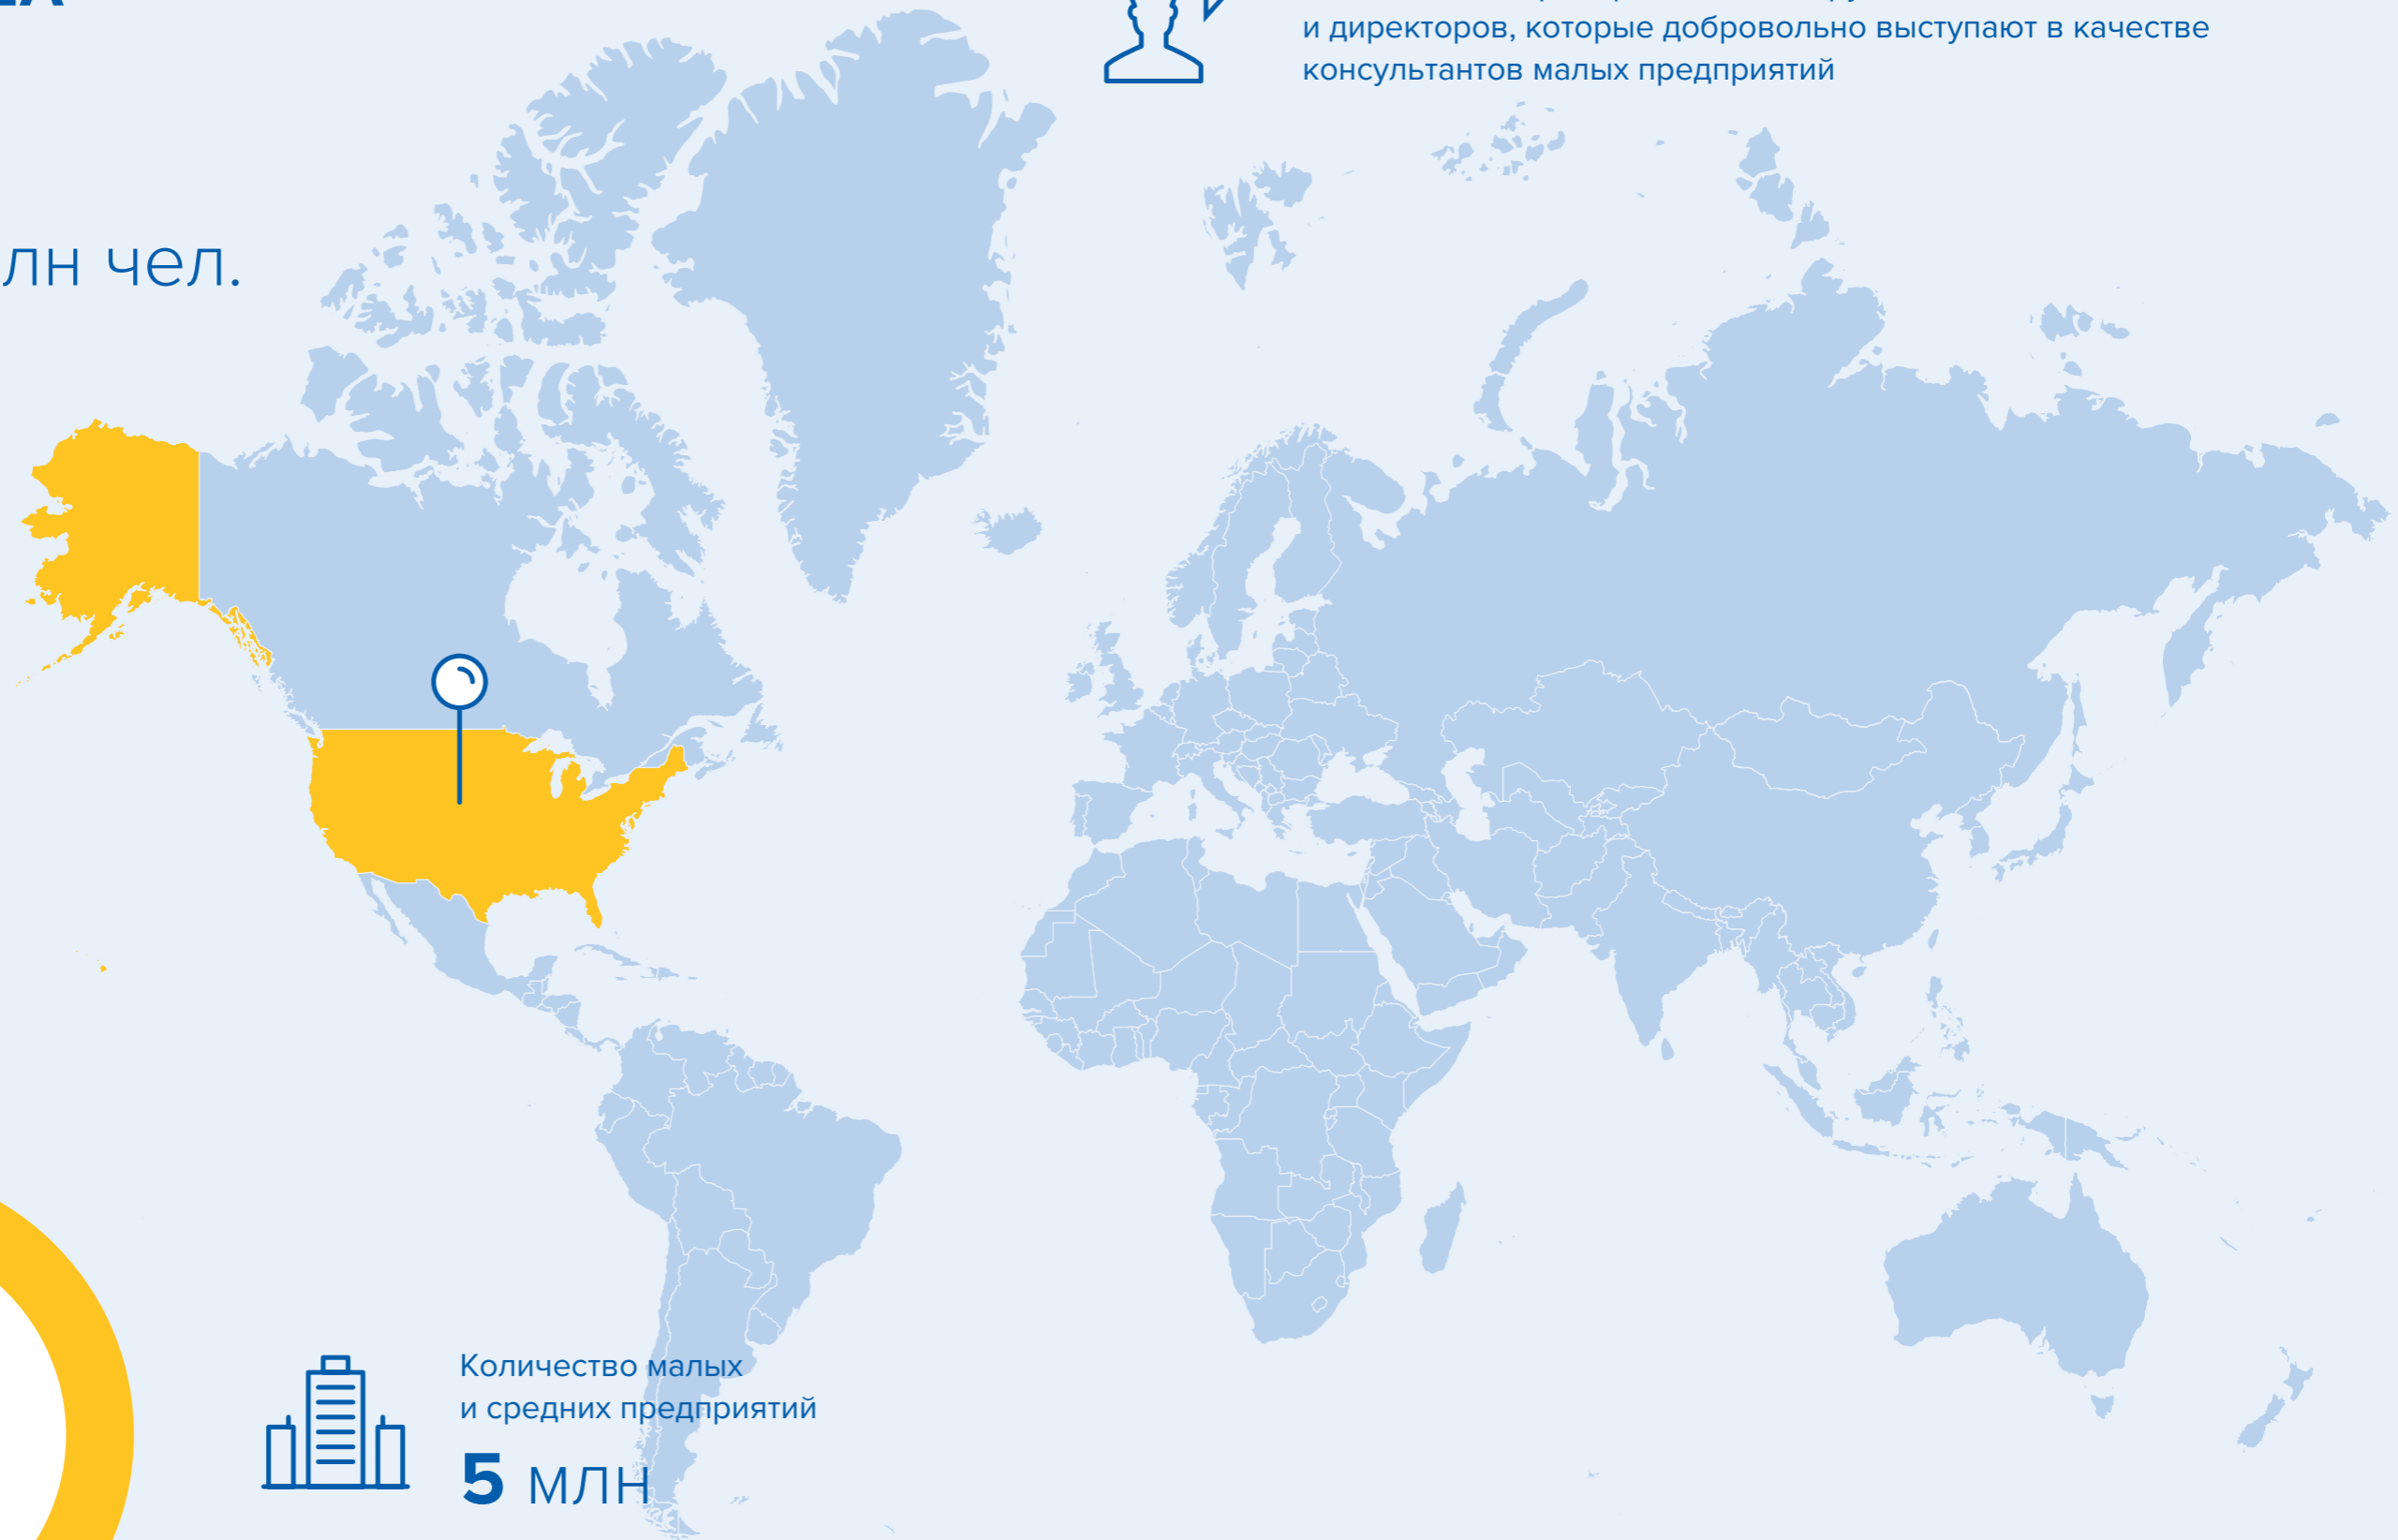 и директоров, которые добровольно выступают в качестве
консультантов малых предприятий
лн чел.
Количество малых
и средних предприятий
5 млн